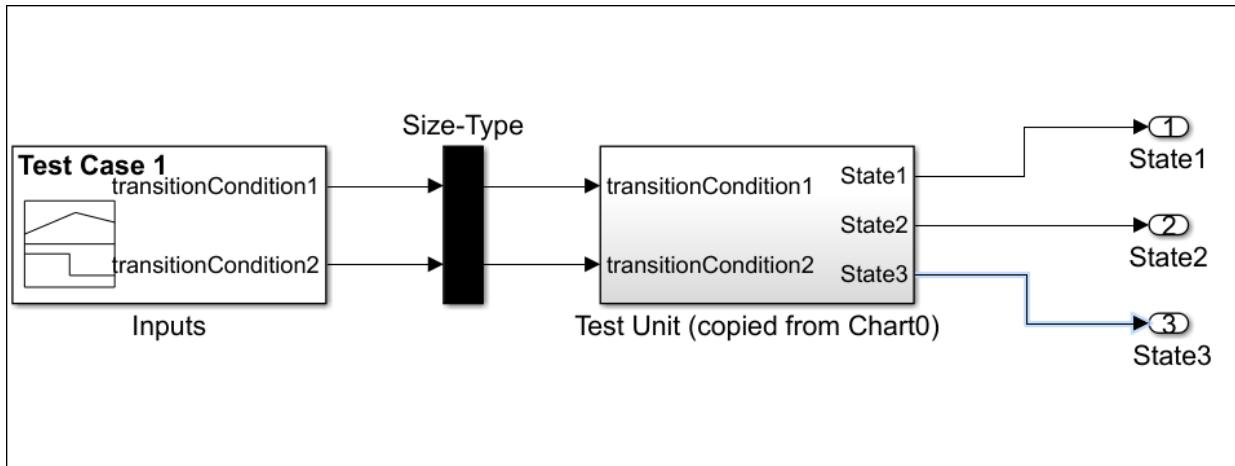 Size-Type
Test Case 1
transitionCondition1
transitionCondition2
Inputs
transitionCondition1
transitionCondition2
State1
State2
State3
Test Unit (copied from Chart0)
1
State1
2
State2
3
State3